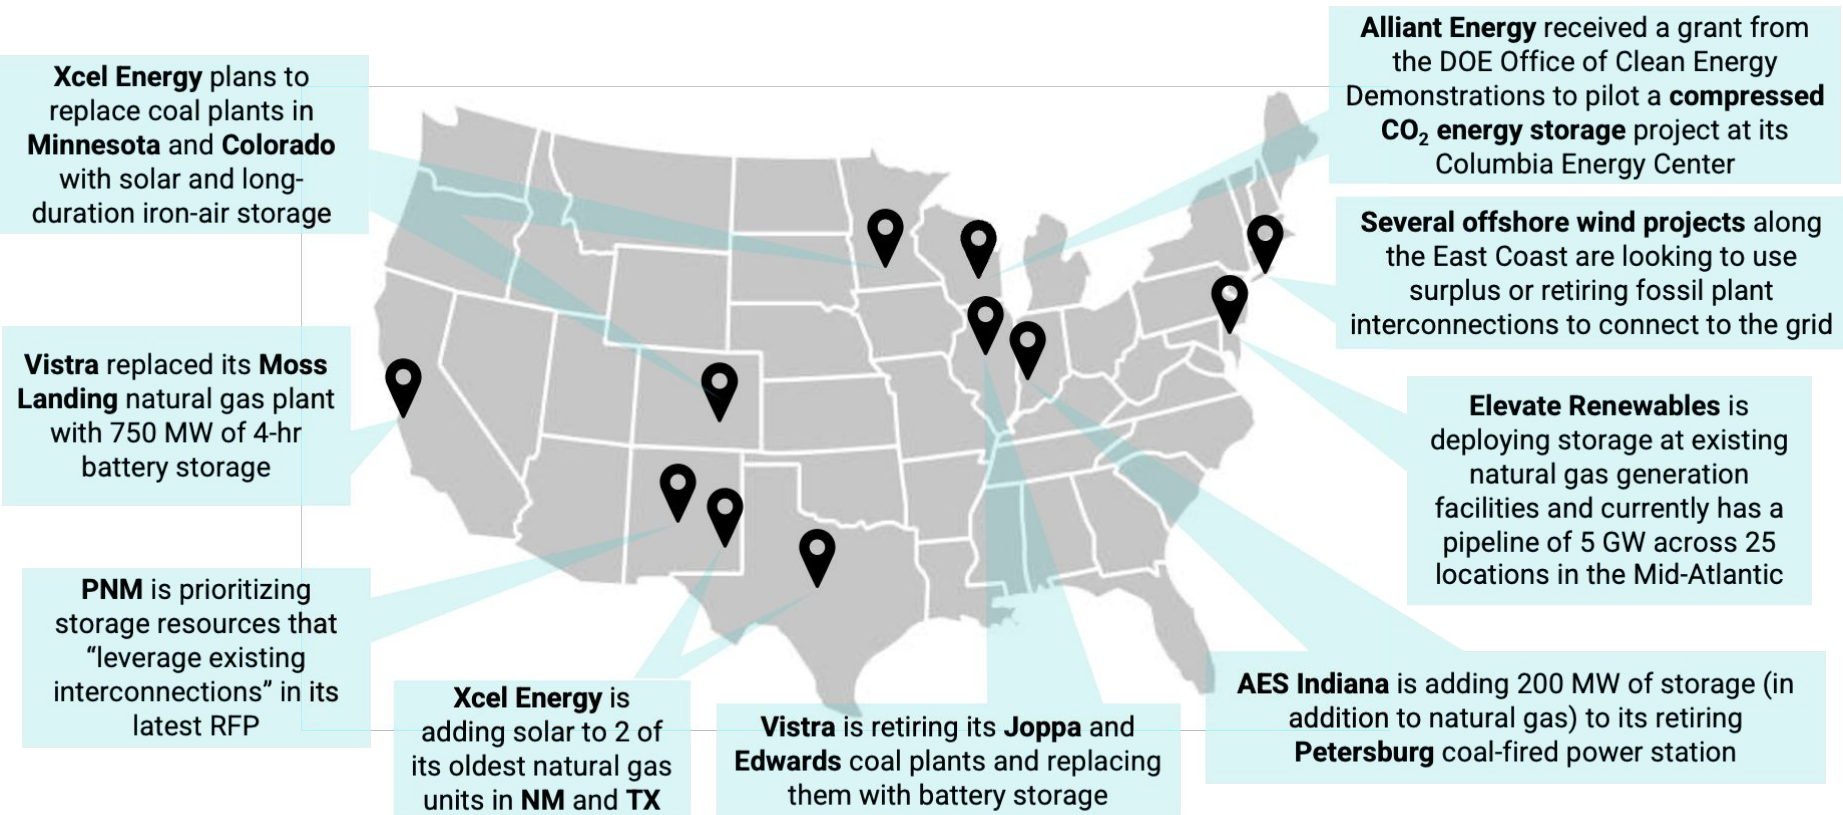 Xcel Energy plans to
replace coal plants in
Minnesota and Colorado
with solar and long-
duration iron-air storage
Vistra replaced its Moss
Landing natural gas plant
with 750 MW of 4-hr
battery storage
PNM is prioritizing
storage resources that
“leverage existing
interconnections” in its
latest RFP
Xcel Energy is
adding solar to 2 of
its oldest natural gas
units in NM and TX
Vistra is retiring its Joppa and
Edwards coal plants and replacing
them with battery storage
AES Indiana is adding 200 MW of storage (in
addition to natural gas) to its retiring
Petersburg coal-fired power station
Elevate Renewables is
deploying storage at existing
natural gas generation
facilities and currently has a
pipeline of 5 GW across 25
locations in the Mid-Atlantic
Several offshore wind projects along
the East Coast are looking to use
surplus or retiring fossil plant
interconnections to connect to the grid
Alliant Energy received a grant from
the DOE Office of Clean Energy
Demonstrations to pilot a compressed
CO₂ energy storage project at its
Columbia Energy Center